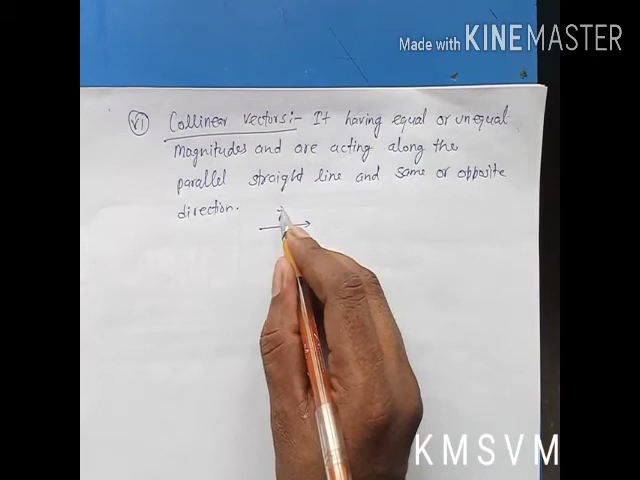 Made with KINEMASTER
VI Collinear vectors:- It having equal or unequal
Magnitudes and are acting along the
parallel straight line and same or opposite
direction.
KMSVM